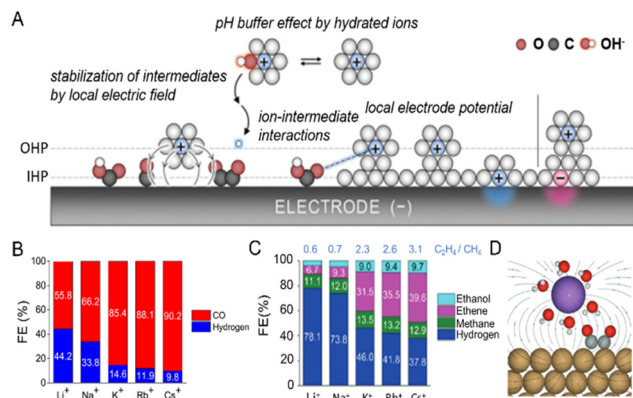 A
pH buffer effect by hydrated ions
O C OH-
stabilization of intermediates
by local electric field
ion-intermediate
interactions
local electrode potential
OHP
IHP
ELECTRODE (−)
B
FE (%)
100
80
60
40
20
0
55.8 66.2 85.4 88.1 90.2
44.2 33.8 14.6 11.9 9.8
CO
Hydrogen
Li+ Na+ K+ Rb+ Cs+
C
0.6 0.7 2.3 2.6 3.1 C2H4 / CH4
FE(%)
100
80
60
40
20
0
9.0 9.4 9.7
6.7 9.3 31.5 35.5 39.6
11.1 12.0 13.5 13.2 12.9
78.1 73.8 46.0 41.8 37.8
Ethanol
Ethene
Methane
Hydrogen
Li+ Na+ K+ Rb+ Cs+
D